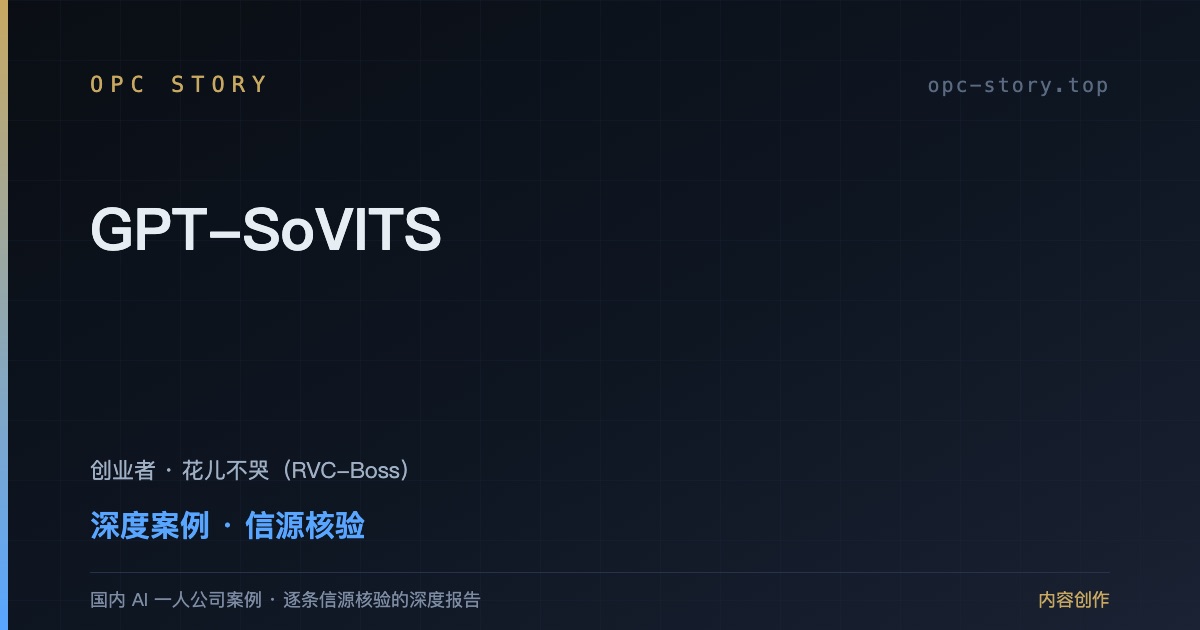 OPC STORY
opc-story.top
GPT-SoVITS
创业者 · 花儿不哭（RVC-Boss）
深度案例 · 信源核验
国内 AI 一人公司案例 · 逐条信源核验的深度报告
内容创作